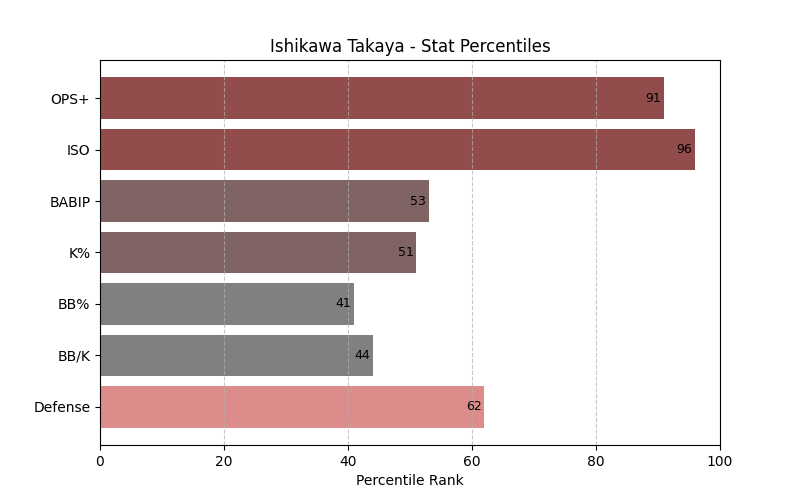 Ishikawa Takaya - Stat Percentiles
OPS+
91
ISO
96
BABIP
53
K%
51
BB%
41
BB/K
44
Defense
62
0
20
40
60
80
100
Percentile Rank